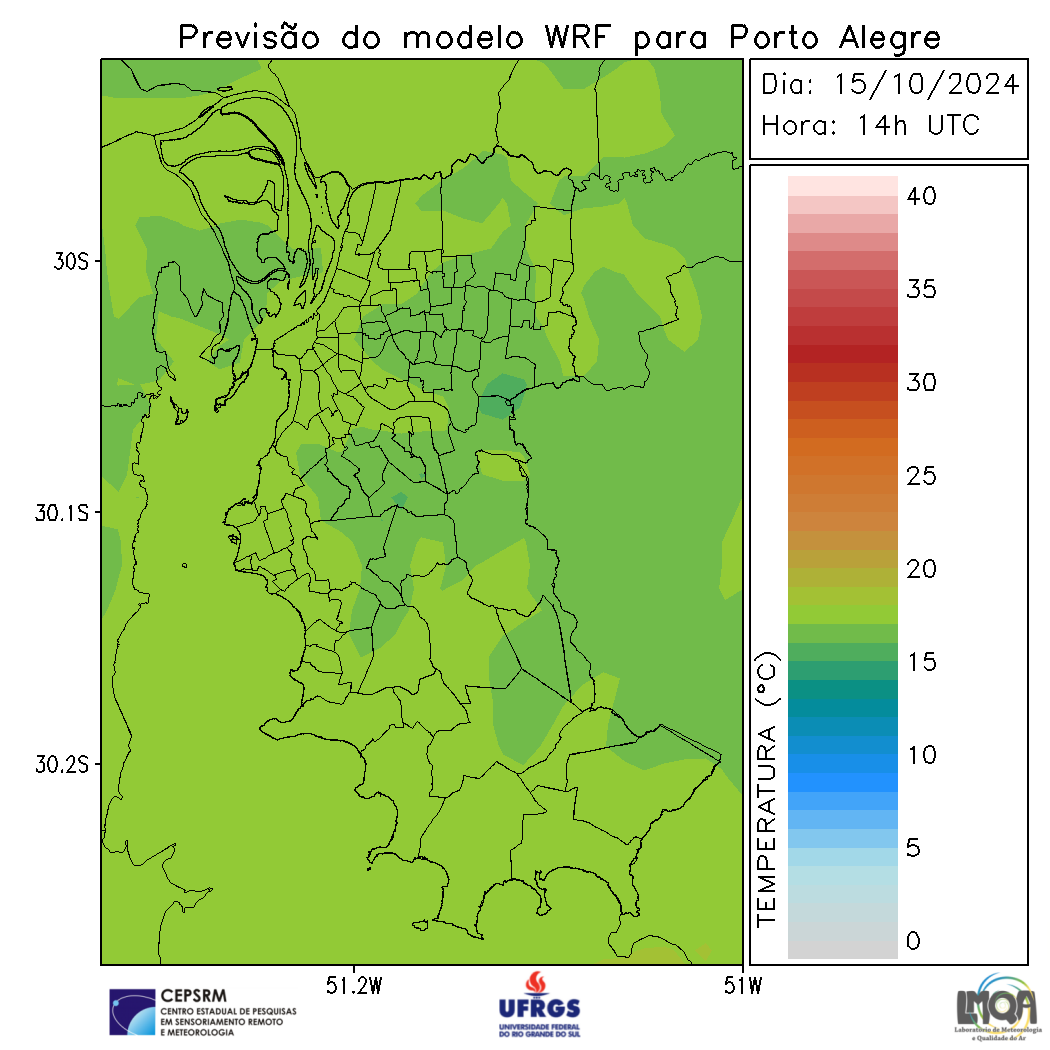 Previsão do modelo WRF para Porto Alegre
Dia: 15/10/2024
Hora: 14h UTC
30S
30.1S
30.2S
51.2W
51W
40
35
30
25
20
15
10
5
0
TEMPERATURA (°C)
CEPSRM
CENTRO ESTADUAL DE PESQUISAS
EM SENSORIAMENTO REMOTO
E METEOROLOGIA
UFRGS
UNIVERSIDADE FEDERAL
DO RIO GRANDE DO SUL
LMQA
Laboratório de Meteorologia
e Qualidade do Ar